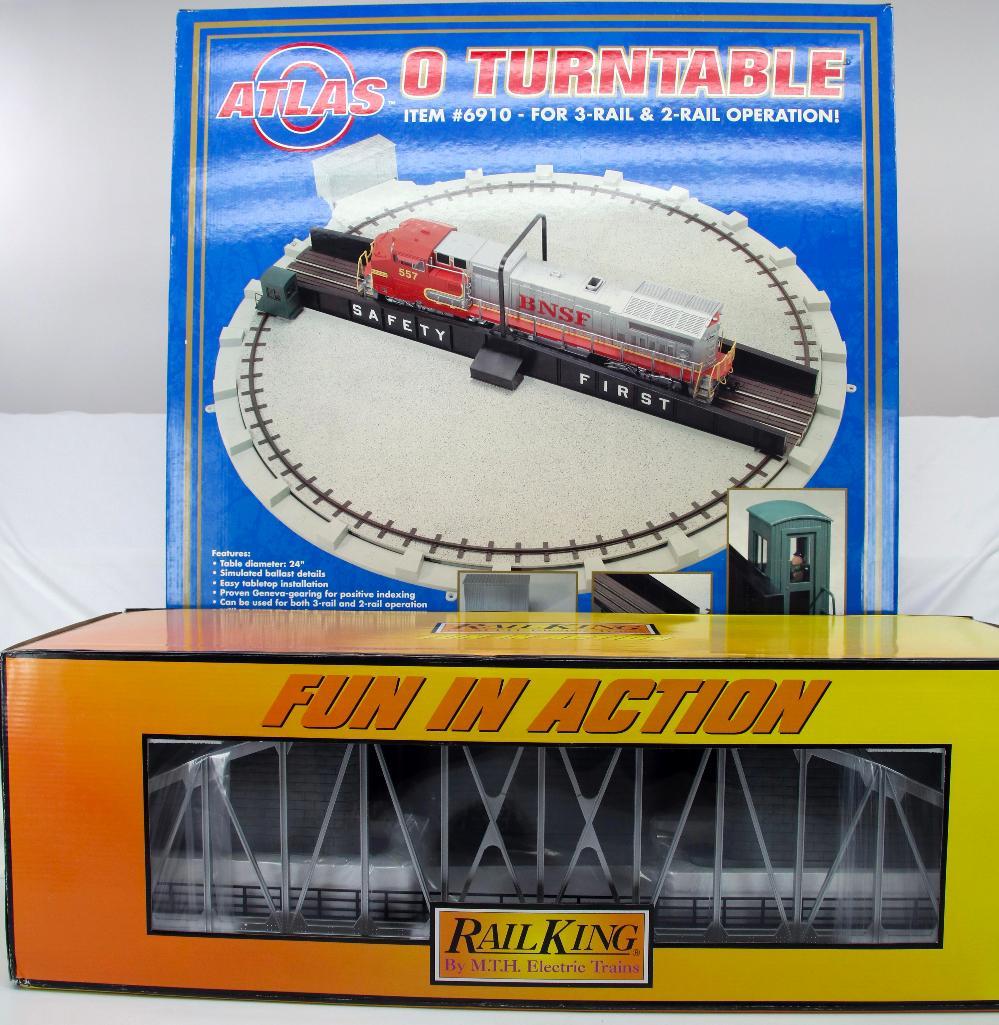 ATLAS O
O TURNTABLE
ITEM #6910 - FOR 3-RAIL & 2-RAIL OPERATION!
557
BNSF
SAFETY
FIRST
Features:
• Table diameter: 24"
• Simulated ballast details
• Easy tabletop installation
• Proven Geneva-gearing for positive indexing
• Can be used for both 3-rail and 2-rail operation
RAILKING
FUN IN ACTION
RAILKING®
By M.T.H. Electric Trains